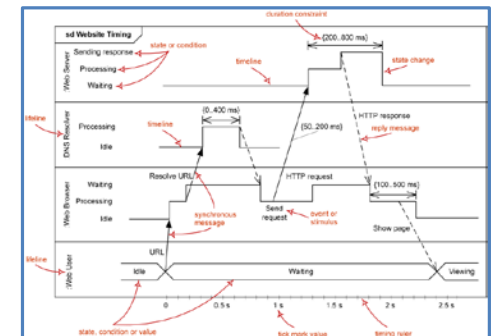 duration constraint
sd Website Timing
{200..800 ms}
Sending response
state or condition
Processing
state change
Waiting
timeline
Web Server
lifeline
{0..400 ms}
HTTP response
timeline
Processing
{50..200 ms}
reply message
Idle
DNS Resolver
Resolve URL
HTTP request
Waiting
{100..500 ms}
Processing
synchronous
message
Send
request
event or
stimulus
Idle
Show page
Web Browser
lifeline
URL
Idle
Waiting
Viewing
Web User
0 0.5 s 1 s 1.5 s 2 s 2.5 s
state, condition or value
tick mark value
timing ruler